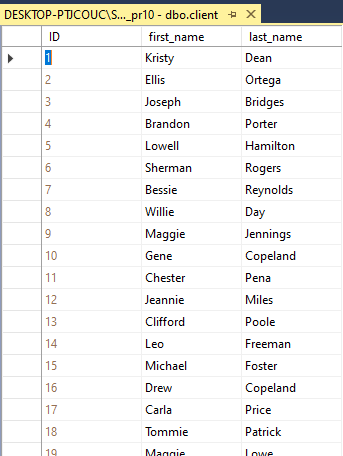 DESKTOP-PTJCOUC\S..._pr10 - dbo.client
ID first_name last_name
1 Kristy Dean
2 Ellis Ortega
3 Joseph Bridges
4 Brandon Porter
5 Lowell Hamilton
6 Sherman Rogers
7 Bessie Reynolds
8 Willie Day
9 Maggie Jennings
10 Gene Copeland
11 Chester Pena
12 Jeannie Miles
13 Clifford Poole
14 Leo Freeman
15 Michael Foster
16 Drew Copeland
17 Carla Price
18 Tommie Patrick
19 Maggie Lowe